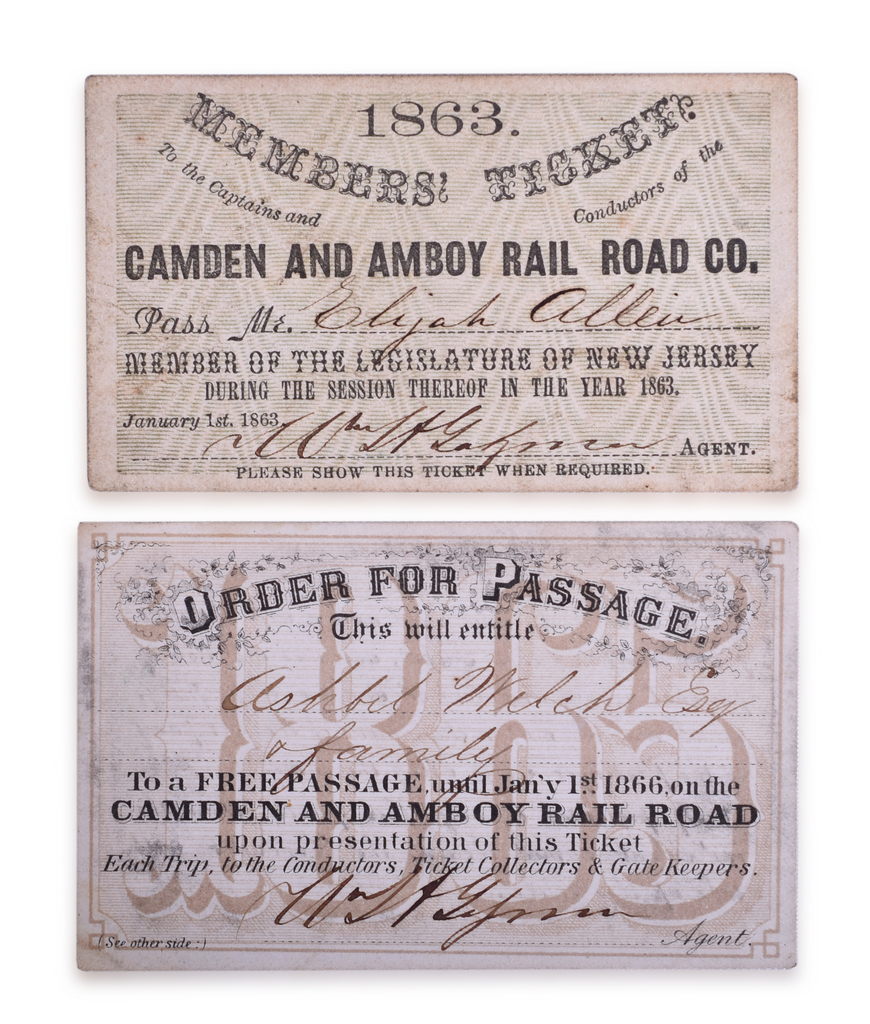 1863.
MEMBERS' TICKET.
To the Captains and Conductors of the
CAMDEN AND AMBOY RAIL ROAD CO.
Pass Mr. Elijah Allen
MEMBER OF THE LEGISLATURE OF NEW JERSEY
DURING THE SESSION THEREOF IN THE YEAR 1863.
January 1st. 1863. Wm H AGENT.
PLEASE SHOW THIS TICKET WHEN REQUIRED.
ORDER FOR PASSAGE.
This will entitle
Ashbel Welch Esq
& family
To a FREE PASSAGE, until Jan'y 1st 1866, on the
CAMDEN AND AMBOY RAIL ROAD
upon presentation of this Ticket
Each Trip, to the Conductors, Ticket Collectors & Gate Keepers.
Wm H
(See other side:) Agent.
1865